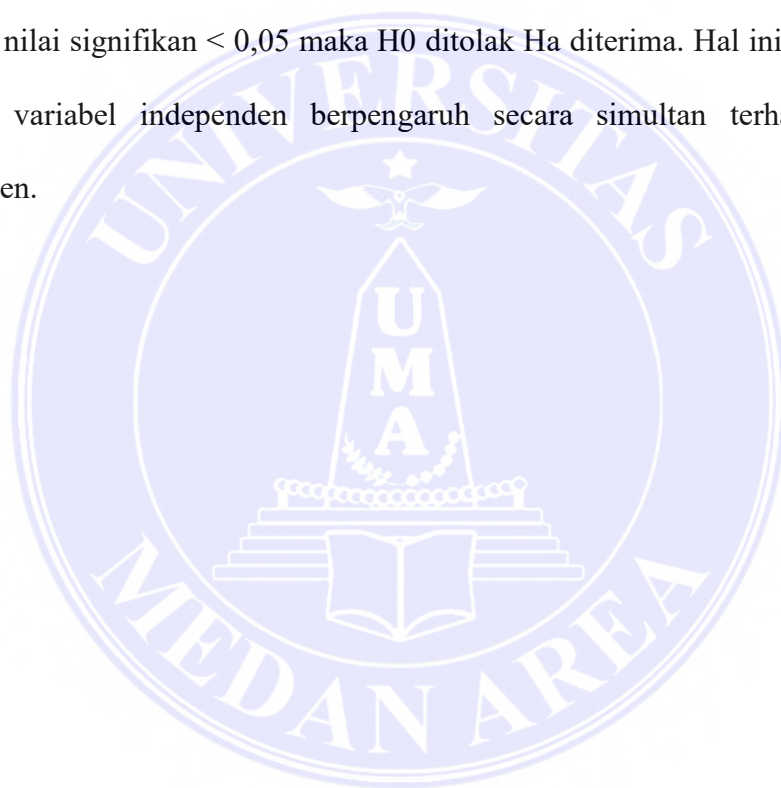 nilai signifikan < 0,05 maka H0 ditolak Ha diterima. Hal ini
variabel independen berpengaruh secara simultan terha
en.
UNIVERSITAS
UMA
MEDAN AREA